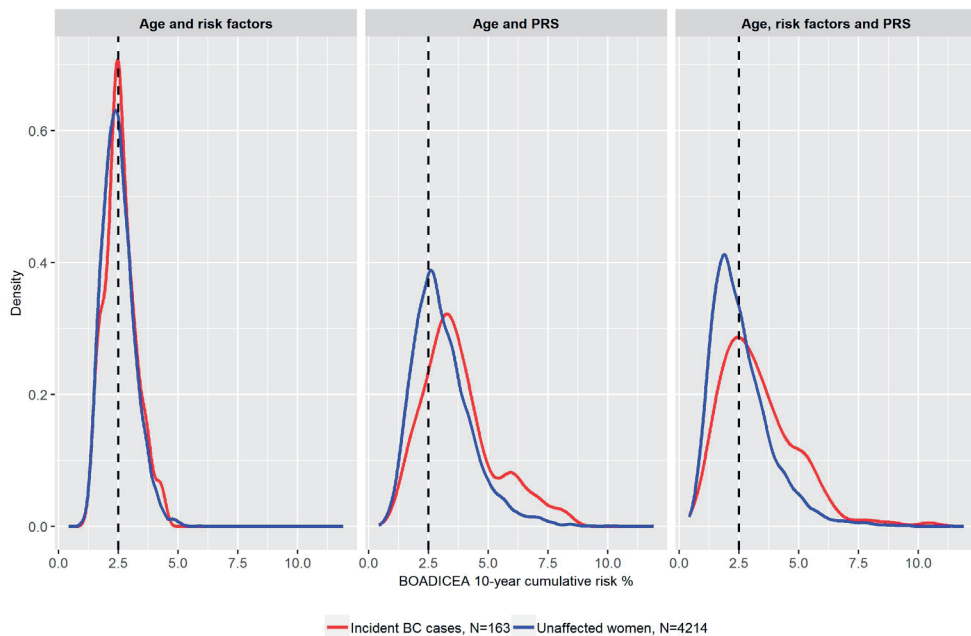 Age and risk factors
Age and PRS
Age, risk factors and PRS
Density
0.6
0.4
0.2
0.0
0.0 2.5 5.0 7.5 10.0
0.0 2.5 5.0 7.5 10.0
0.0 2.5 5.0 7.5 10.0
BOADICEA 10-year cumulative risk %
Incident BC cases, N=163 Unaffected women, N=4214